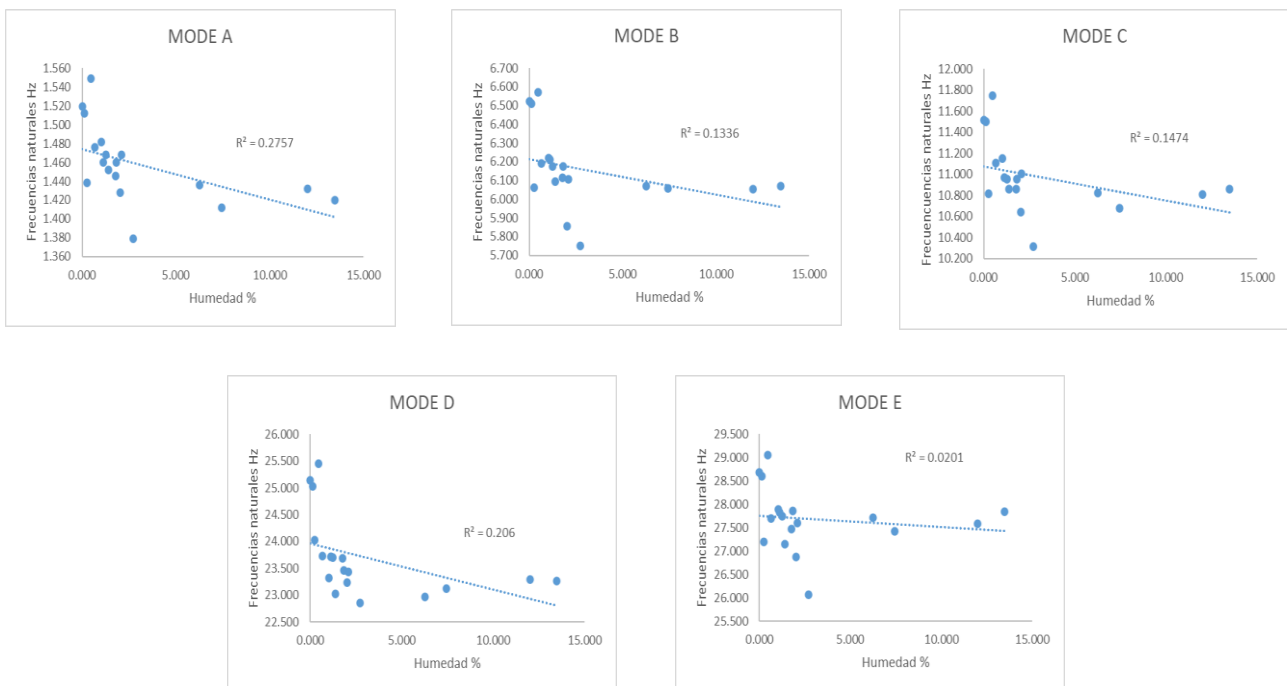 MODE A
Frecuencias naturales Hz
1.560
1.540
1.520
1.500
1.480
1.460
1.440
1.420
1.400
1.380
1.360
R² = 0.2757
0.000 5.000 10.000 15.000
Humedad %
MODE B
Frecuencias naturales Hz
6.700
6.600
6.500
6.400
6.300
6.200
6.100
6.000
5.900
5.800
5.700
R² = 0.1336
0.000 5.000 10.000 15.000
Humedad %
MODE C
Frecuencuencias naturales Hz
12.000
11.800
11.600
11.400
11.200
11.000
10.800
10.600
10.400
10.200
R² = 0.1474
0.000 5.000 10.000 15.000
Humedad %
MODE D
Frecuencias naturales Hz
26.000
25.500
25.000
24.500
24.000
23.500
23.000
22.500
R² = 0.206
0.000 5.000 10.000 15.000
Humedad %
MODE E
Frecuencias naturales Hz
29.500
29.000
28.500
28.000
27.500
27.000
26.500
26.000
25.500
R² = 0.0201
0.000 5.000 10.000 15.000
Humedad %